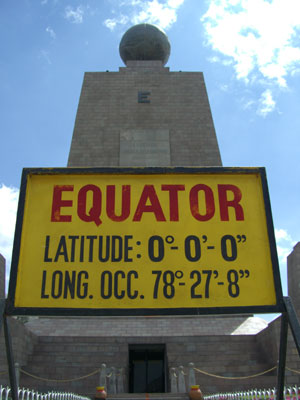 EQUATOR
LATITUDE: 0°-0'-0"
LONG. OCC. 78°-27'-8"